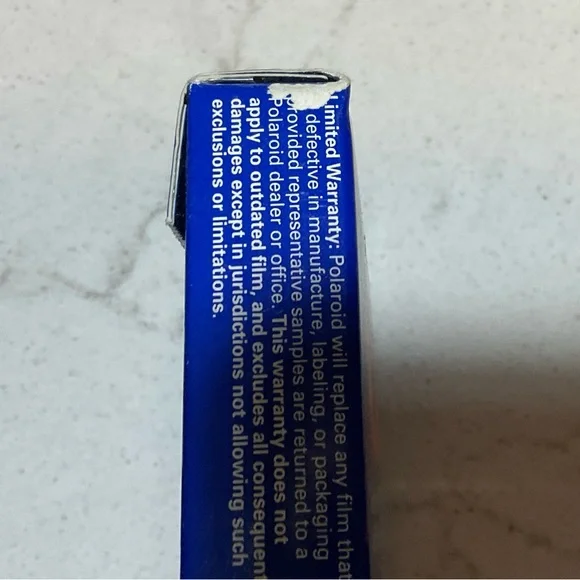 Limited Warranty: Polaroid will replace any film that
defective in manufacture, labeling, or packaging
provided representative samples are returned to a
Polaroid dealer or office. This warranty does not
apply to outdated film, and excludes all consequent
damages except in jurisdictions not allowing such
exclusions or limitations.